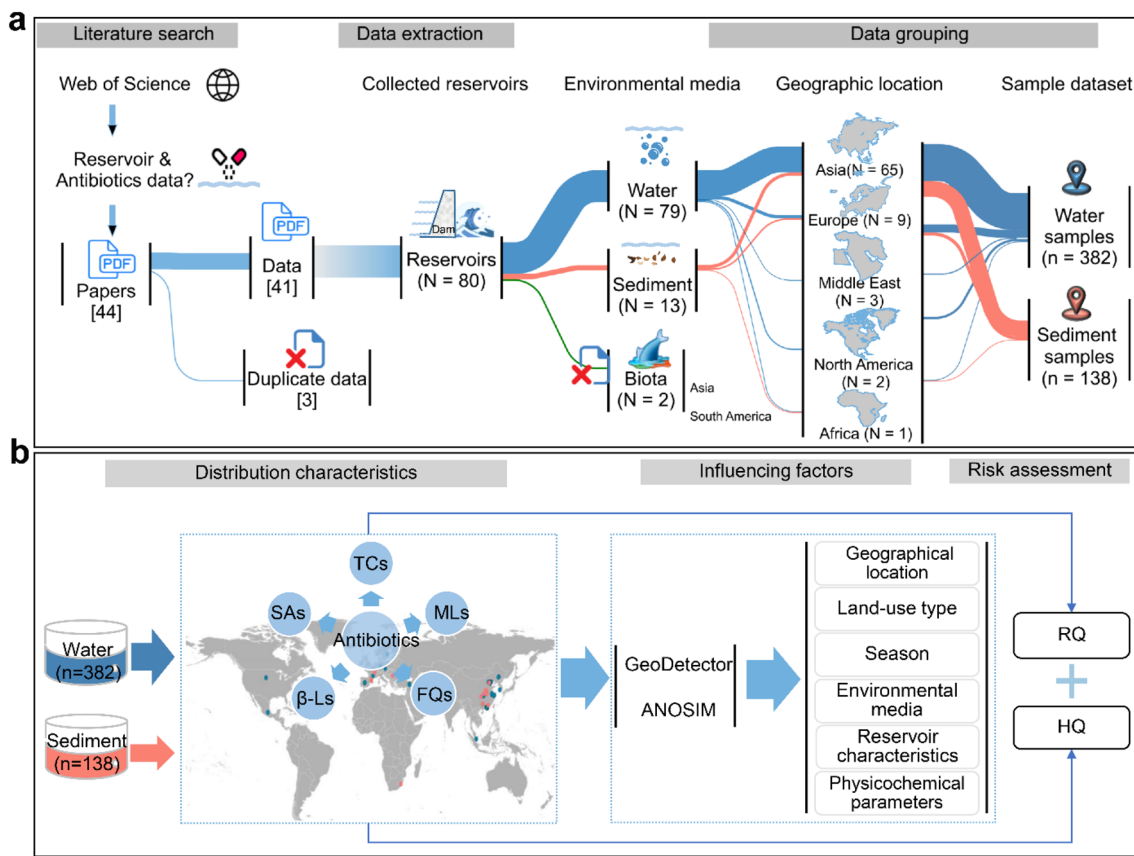 a
Literature search
Data extraction
Data grouping
Web of Science
Collected reservoirs
Environmental media
Geographic location
Sample dataset
Reservoir &
Antibiotics data?
PDF
Papers
[44]
PDF
Data
[41]
Duplicate data
[3]
Dam
Reservoirs
(N = 80)
Water
(N = 79)
Sediment
(N = 13)
Biota
(N = 2)
Asia
South America
Asia(N = 65)
Europe (N = 9)
Middle East
(N = 3)
North America
(N = 2)
Africa (N = 1)
Water
samples
(n = 382)
Sediment
samples
(n = 138)
b
Distribution characteristics
Influencing factors
Risk assessment
Water
(n=382)
Sediment
(n=138)
TCs
SAs
MLs
Antibiotics
β-Ls
FQs
GeoDetector
ANOSIM
Geographical
location
Land-use type
Season
Environmental
media
Reservoir
characteristics
Physicochemical
parameters
RQ
+
HQ